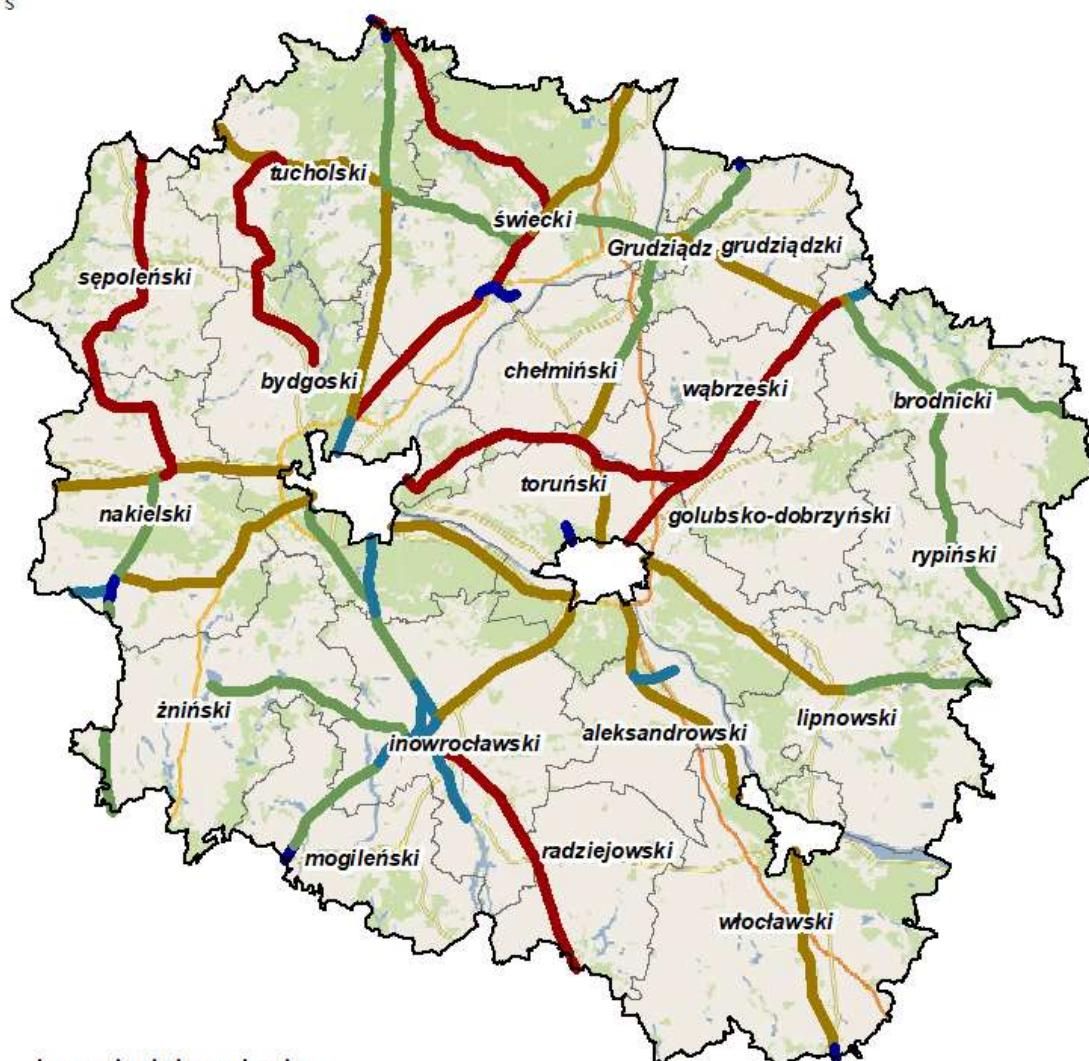 s
tucholski
świecki
Grudziądz grudziądzki
sępoleński
bydgoski
chełmiński
wąbrzeski
brodnicki
toruński
nakielski
golubsko-dobrzyński
rypiński
żniński
inowrocławski
aleksandrowski
lipnowski
mogileński
radziejowski
włocławski